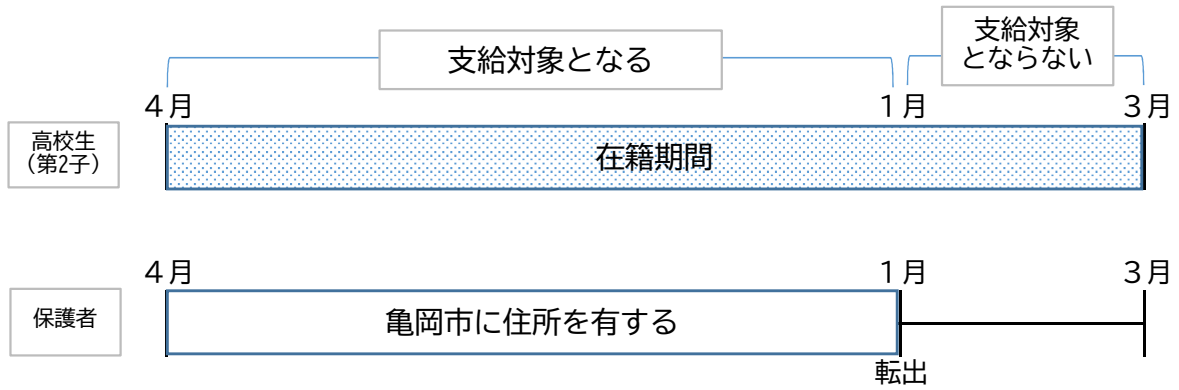 支給対象となる
支給対象
とならない
４月
１月
３月
高校生
（第2子）
在籍期間
４月
１月
３月
保護者
亀岡市に住所を有する
転出